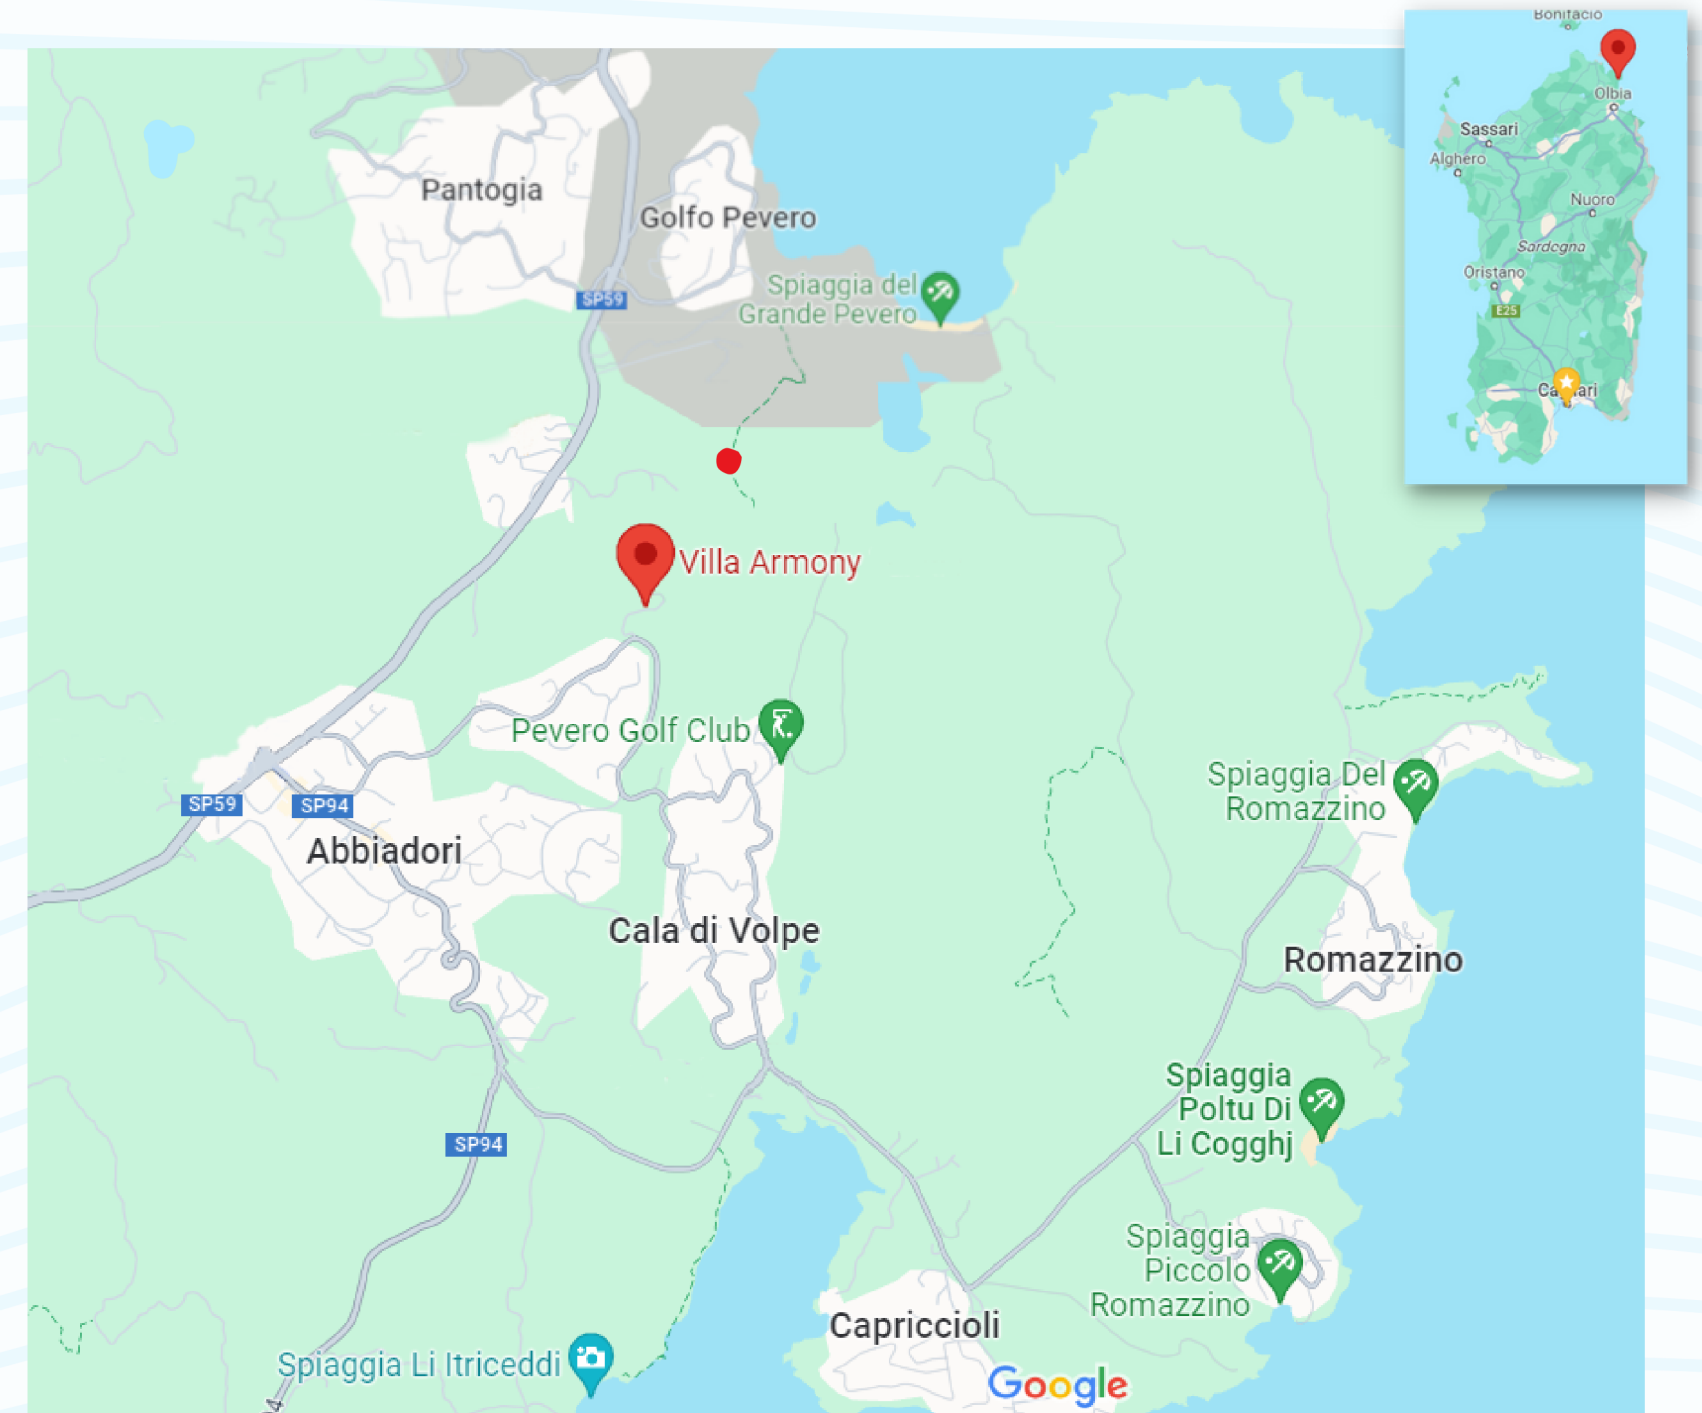 Pantogia
Golfo Pevero
SP59
Spiaggia del
Grande Pevero
Villa Armony
Pevero Golf Club
SP59
SP94
Abbiadori
Cala di Volpe
Spiaggia Del
Romazzino
Romazzino
Spiaggia
Poltu Di
Li Cogghj
SP94
Spiaggia
Piccolo
Romazzino
Capriccioli
Spiaggia Li Itriceddi
Google
Bonifacio
Olbia
Sassari
Alghero
Nuoro
Sardegna
Oristano
E25